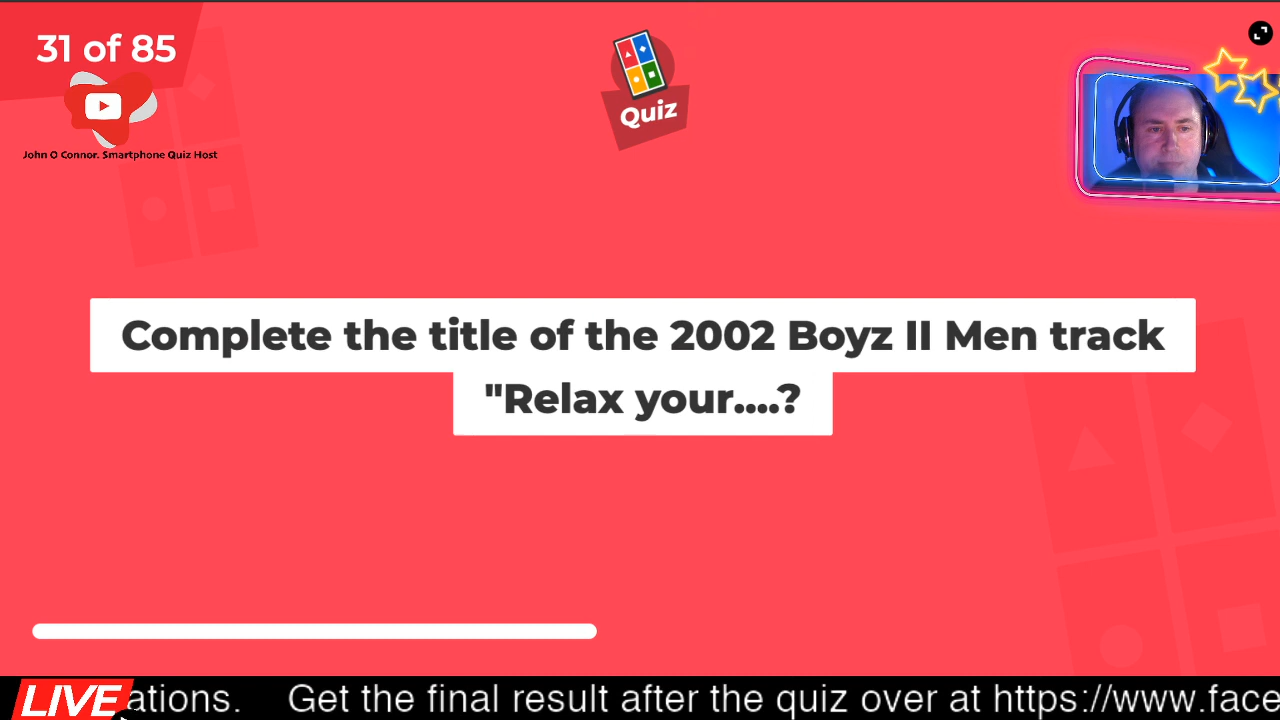 31 of 85
John O Connor. Smartphone Quiz Host
Quiz
Complete the title of the 2002 Boyz II Men track
"Relax your....?
LIVE
ations. Get the final result after the quiz over at https://www.face